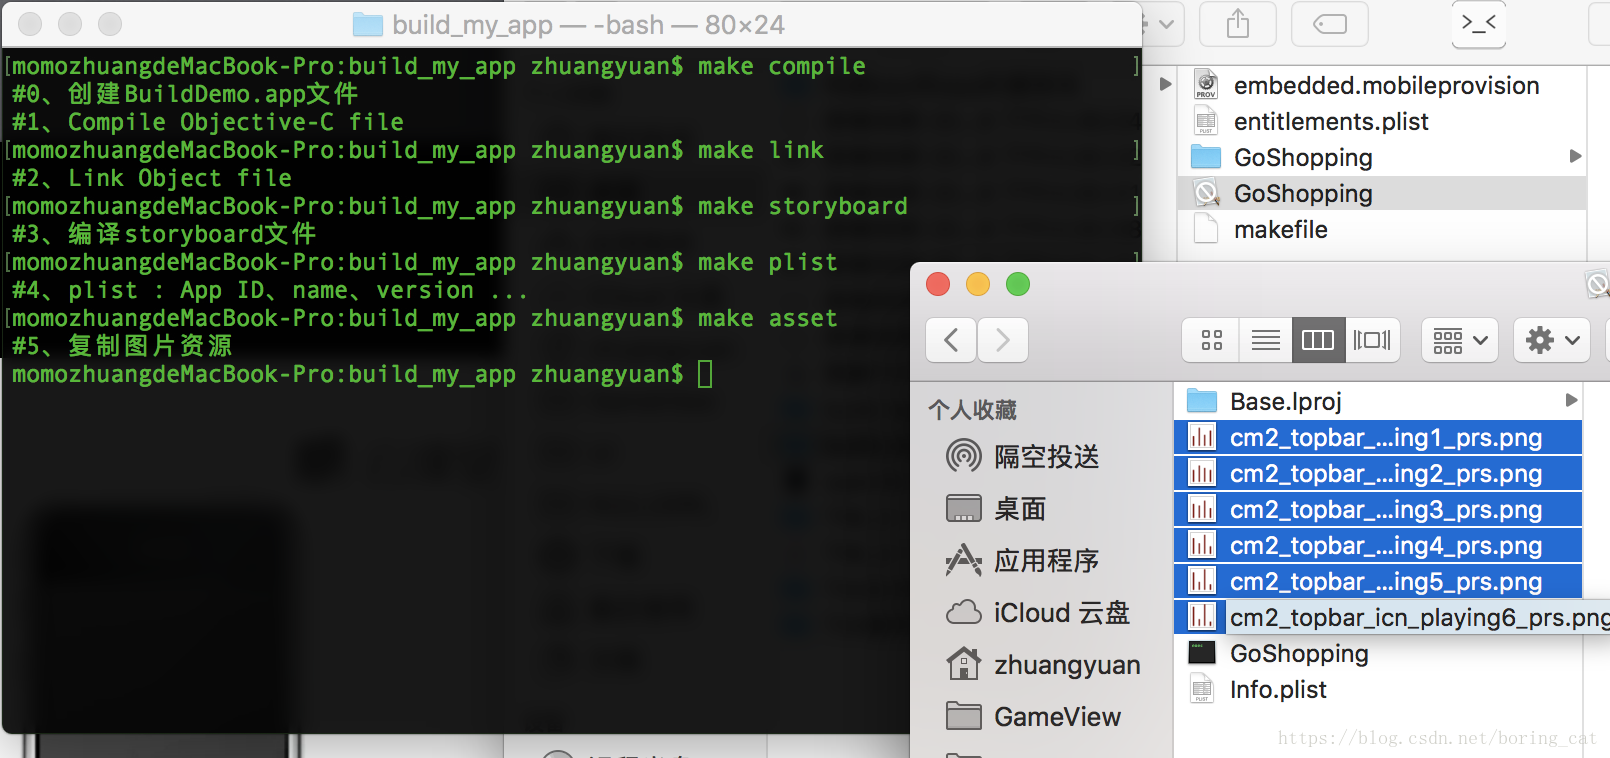 build_my_app — -bash — 80×24
[momozhuangdeMacBook-Pro:build_my_app zhuangyuan$ make compile ]
#0、创建BuildDemo.app文件
#1、Compile Objective-C file
[momozhuangdeMacBook-Pro:build_my_app zhuangyuan$ make link ]
#2、Link Object file
[momozhuangdeMacBook-Pro:build_my_app zhuangyuan$ make storyboard ]
#3、编译storyboard文件
[momozhuangdeMacBook-Pro:build_my_app zhuangyuan$ make plist ]
#4、plist : App ID、name、version ...
[momozhuangdeMacBook-Pro:build_my_app zhuangyuan$ make asset
#5、复制图片资源
momozhuangdeMacBook-Pro:build_my_app zhuangyuan$
embedded.mobileprovision
entitlements.plist
GoShopping
GoShopping
makefile
个人收藏
隔空投送
桌面
应用程序
iCloud 云盘
zhuangyuan
GameView
Base.lproj
cm2_topbar_...ing1_prs.png
cm2_topbar_...ing2_prs.png
cm2_topbar_...ing3_prs.png
cm2_topbar_...ing4_prs.png
cm2_topbar_...ing5_prs.png
cm2_topbar_icn_playing6_prs.png
GoShopping
Info.plist
https://blog.csdn.net/boring_cat